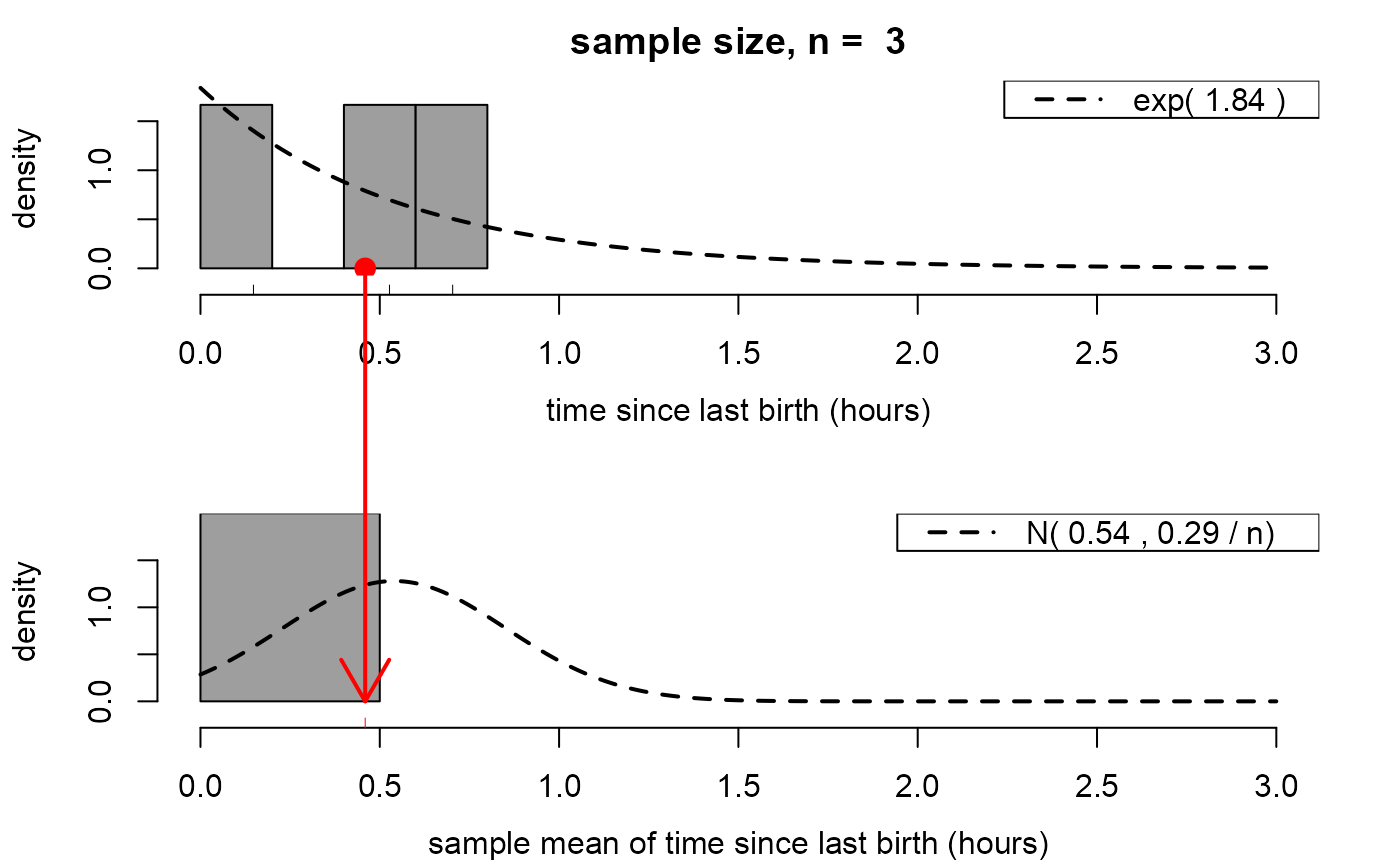 sample size, n = 3
exp( 1.84 )
density
0.0 1.0
0.0 0.5 1.0 1.5 2.0 2.5 3.0
time since last birth (hours)
N( 0.54 , 0.29 / n)
density
0.0 1.0
0.0 0.5 1.0 1.5 2.0 2.5 3.0
sample mean of time since last birth (hours)